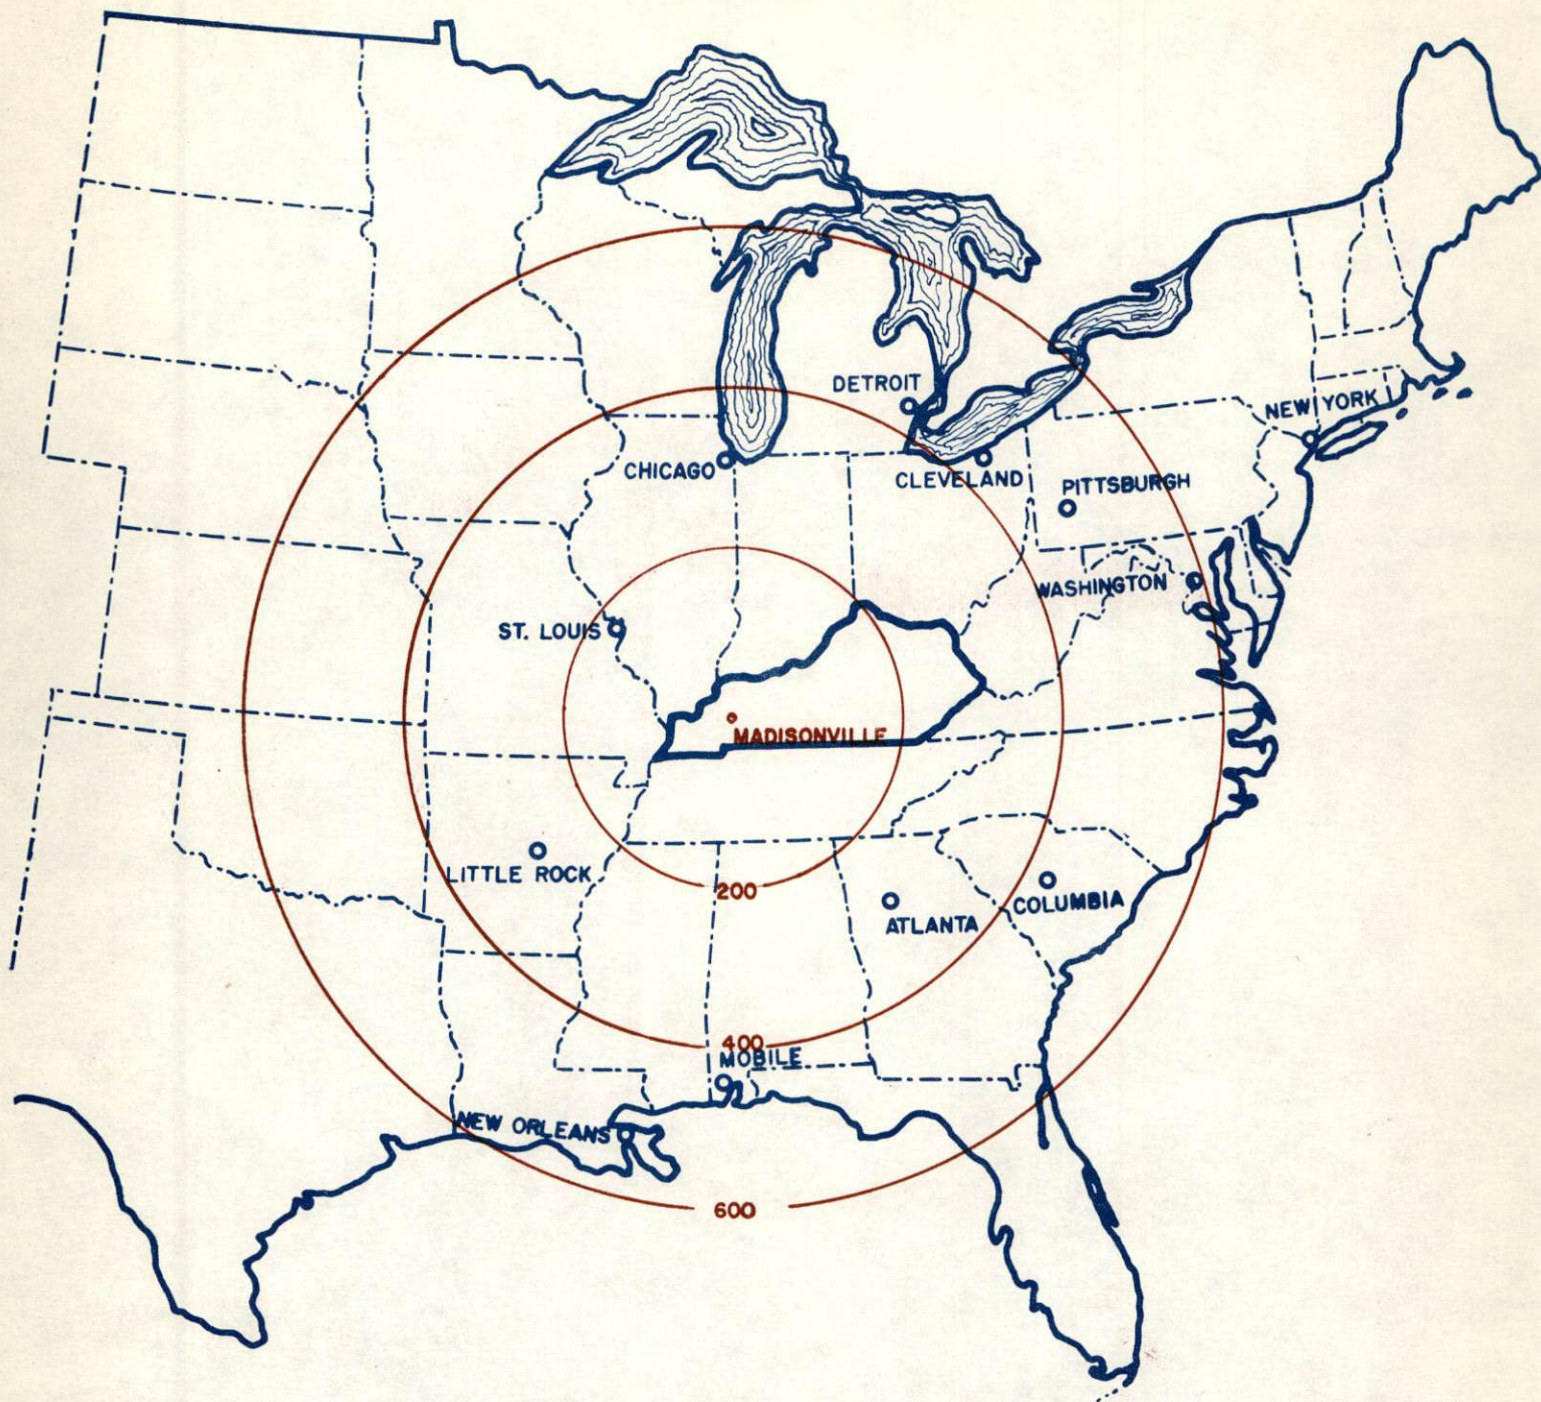 DETROIT
NEW YORK
CHICAGO
CLEVELAND
PITTSBURGH
WASHINGTON
ST. LOUIS
MADISONVILLE
LITTLE ROCK
200
COLUMBIA
ATLANTA
400
MOBILE
NEW ORLEANS
600